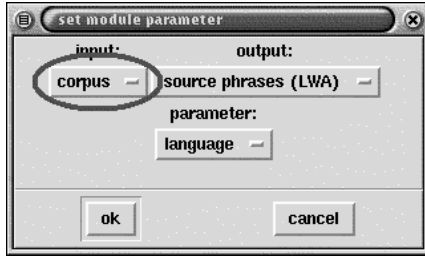 set module parameter
input: output:
corpus source phrases (LWA)
parameter:
language
ok cancel